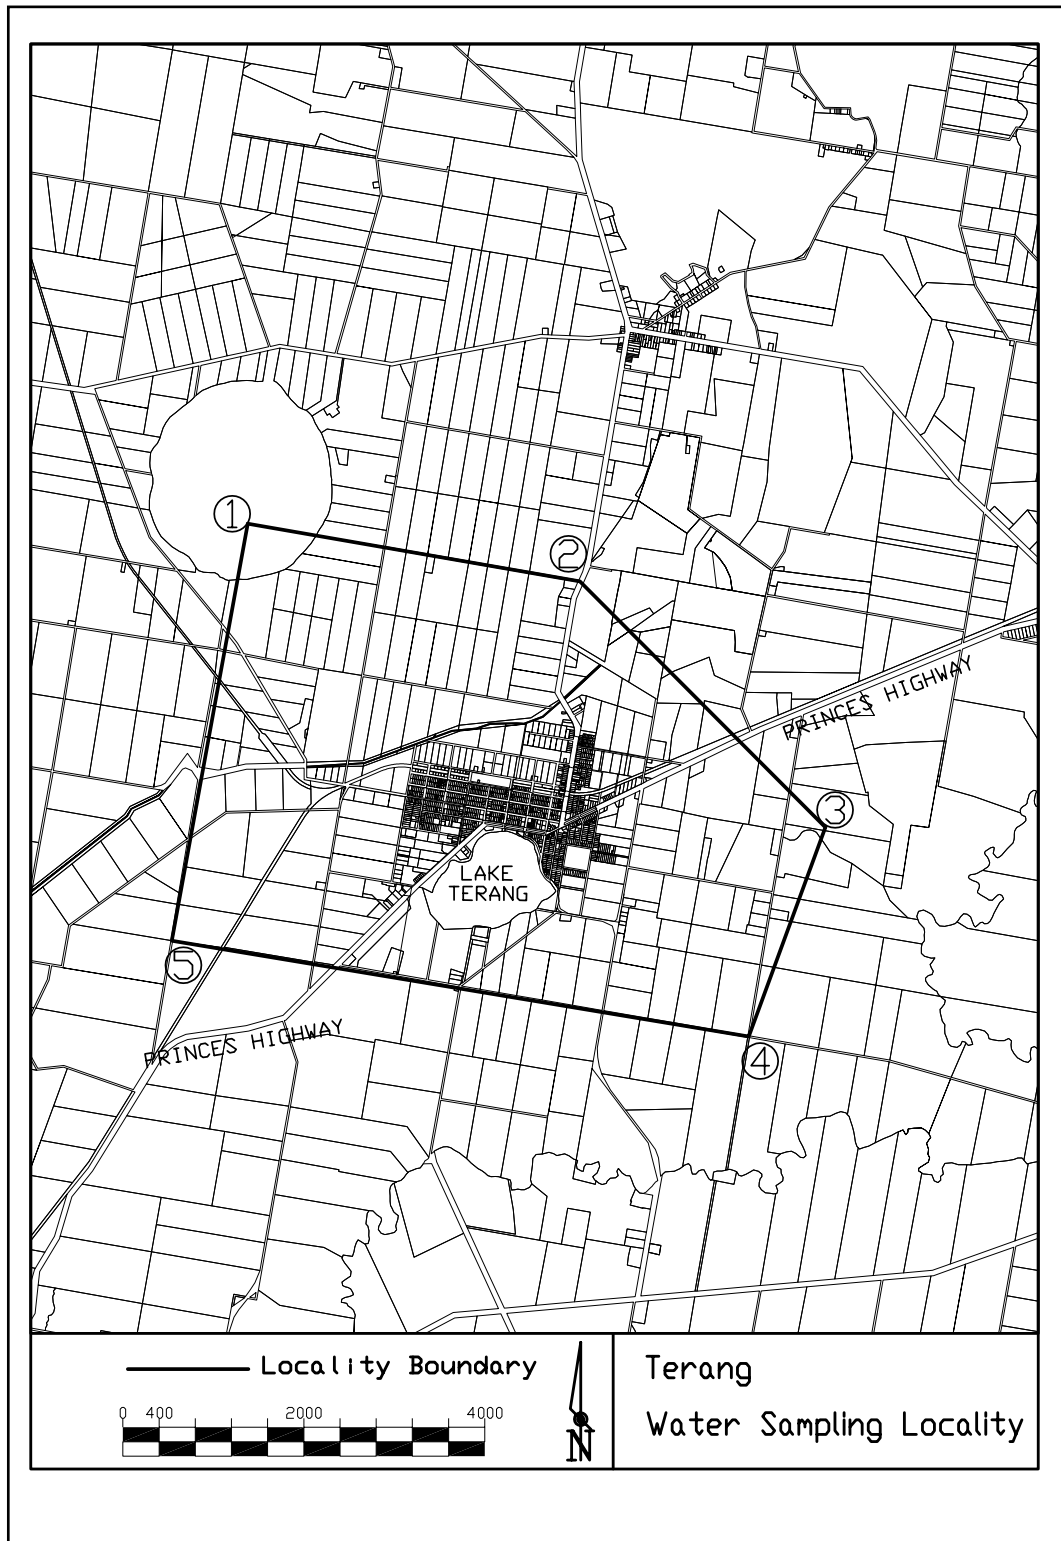 1
2
PRINCES HIGHWAY
3
LAKE
TERANG
5
PRINCES HIGHWAY
4
Locality Boundary
0 400 2000 4000
N
Terang
Water Sampling Locality